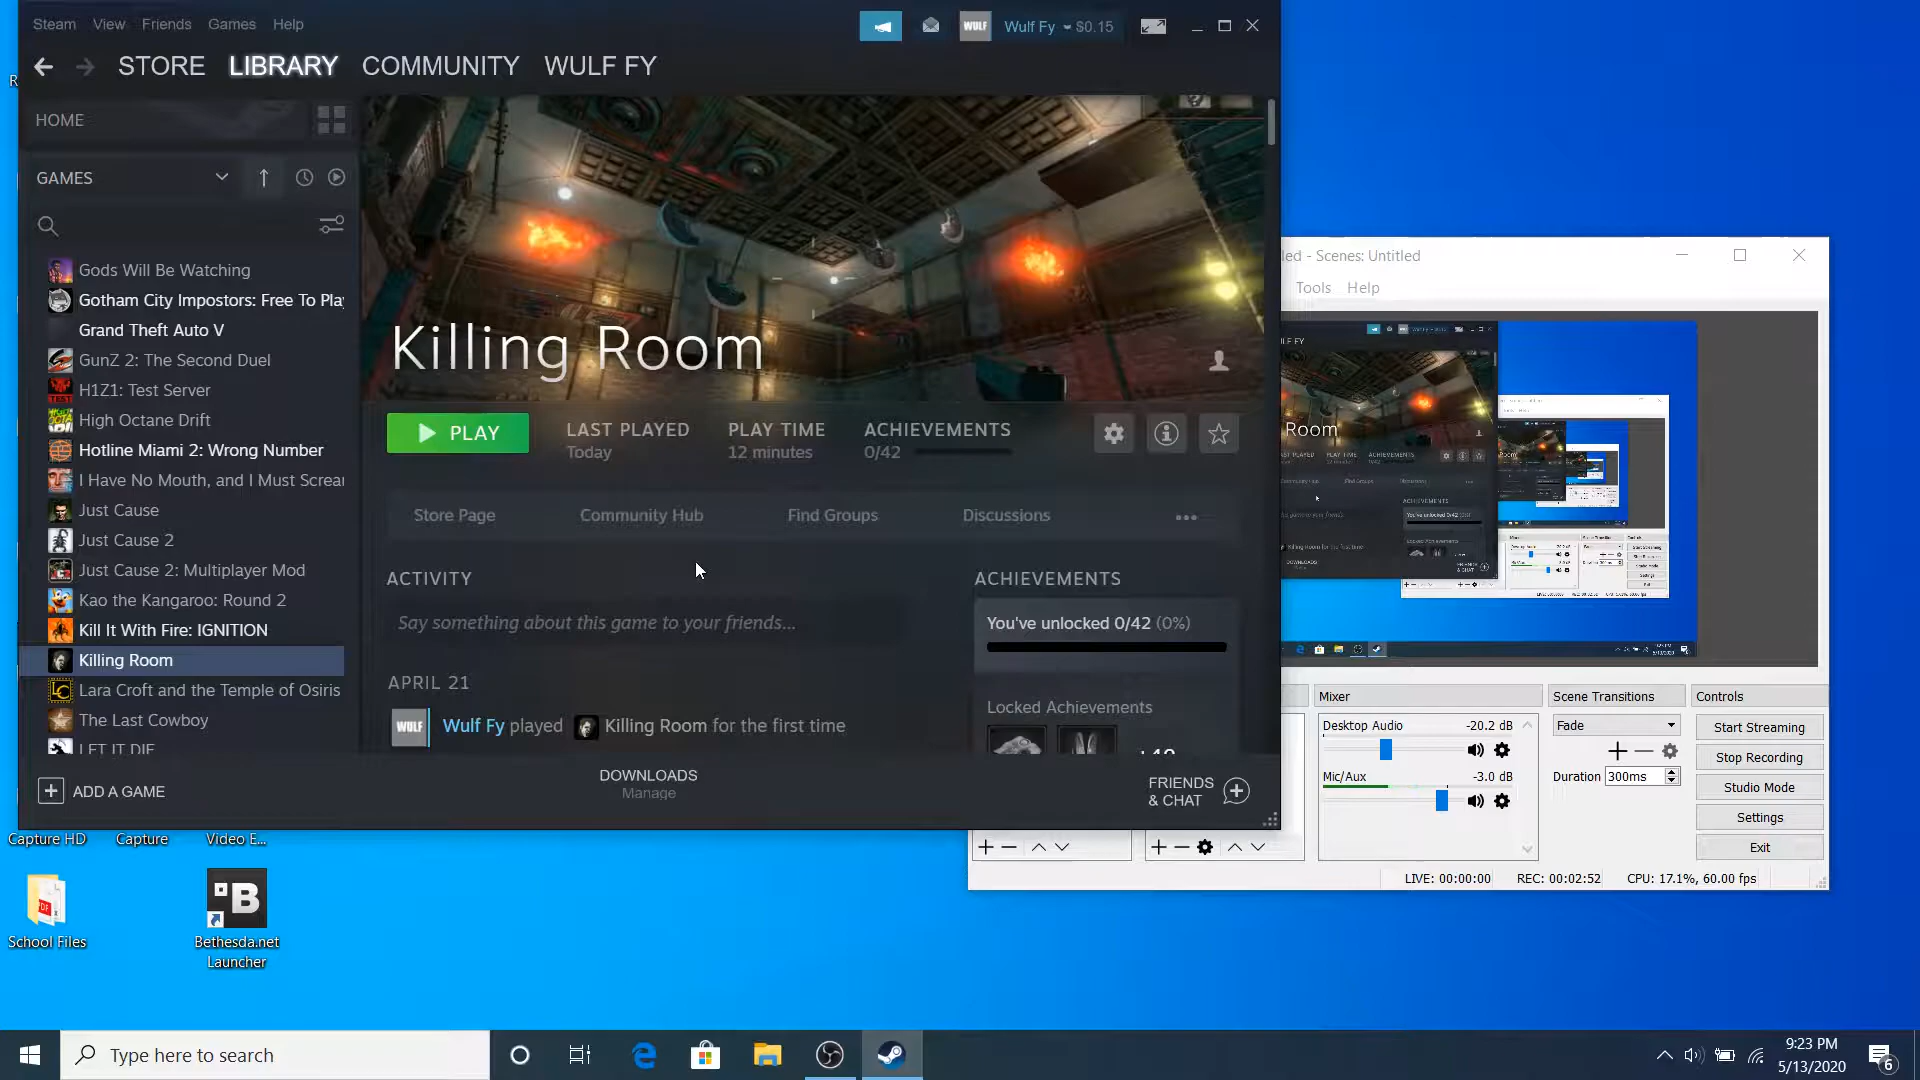 Steam View Friends Games Help
WULF Wulf Fy $0.15
STORE LIBRARY COMMUNITY WULF FY
HOME
GAMES
Gods Will Be Watching
Gotham City Impostors: Free To Play
Grand Theft Auto V
GunZ 2: The Second Duel
H1Z1: Test Server
High Octane Drift
Hotline Miami 2: Wrong Number
I Have No Mouth, and I Must Scream
Just Cause
Just Cause 2
Just Cause 2: Multiplayer Mod
Kao the Kangaroo: Round 2
Kill It With Fire: IGNITION
Killing Room
Lara Croft and the Temple of Osiris
The Last Cowboy
LET IT DIE
ADD A GAME
Killing Room
PLAY
LAST PLAYED
Today
PLAY TIME
12 minutes
ACHIEVEMENTS
0/42
Store Page Community Hub Find Groups Discussions
ACTIVITY
Say something about this game to your friends...
APRIL 21
WULF Wulf Fy played Killing Room for the first time
ACHIEVEMENTS
You've unlocked 0/42 (0%)
Locked Achievements
DOWNLOADS
Manage
FRIENDS
& CHAT
led - Scenes: Untitled
Tools Help
Room
Mixer
Desktop Audio -20.2 dB
Mic/Aux -3.0 dB
Scene Transitions
Fade
Duration 300ms
Controls
Start Streaming
Stop Recording
Studio Mode
Settings
Exit
LIVE: 00:00:00 REC: 00:02:52 CPU: 17.1%, 60.00 fps
Capture HD
Capture
Video E...
School Files
Bethesda.net
Launcher
Type here to search
9:23 PM
5/13/2020
6